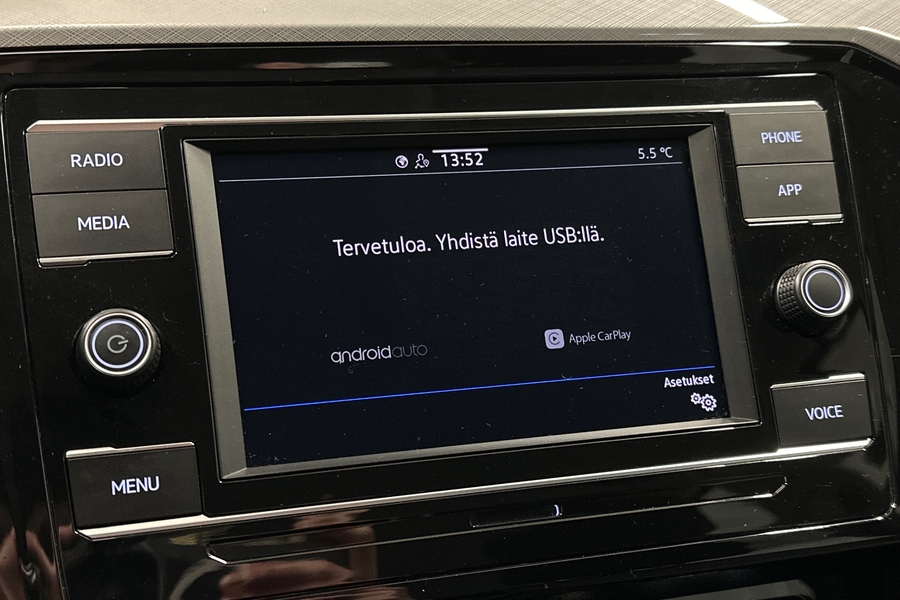 RADIO
MEDIA
MENU
13:52
5.5 °C
Tervetuloa. Yhdistä laite USB:llä.
androidauto
Apple CarPlay
Asetukset
PHONE
APP
VOICE